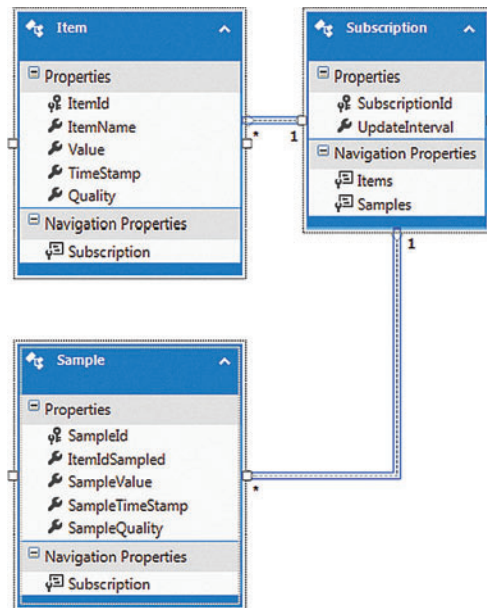 Item
Properties
ItemId
ItemName
Value
TimeStamp
Quality
Navigation Properties
Subscription
*
1
Subscription
Properties
SubscriptionId
UpdateInterval
Navigation Properties
Items
Samples
1
Sample
Properties
SampleId
ItemIdSampled
SampleValue
SampleTimeStamp
SampleQuality
Navigation Properties
Subscription
*